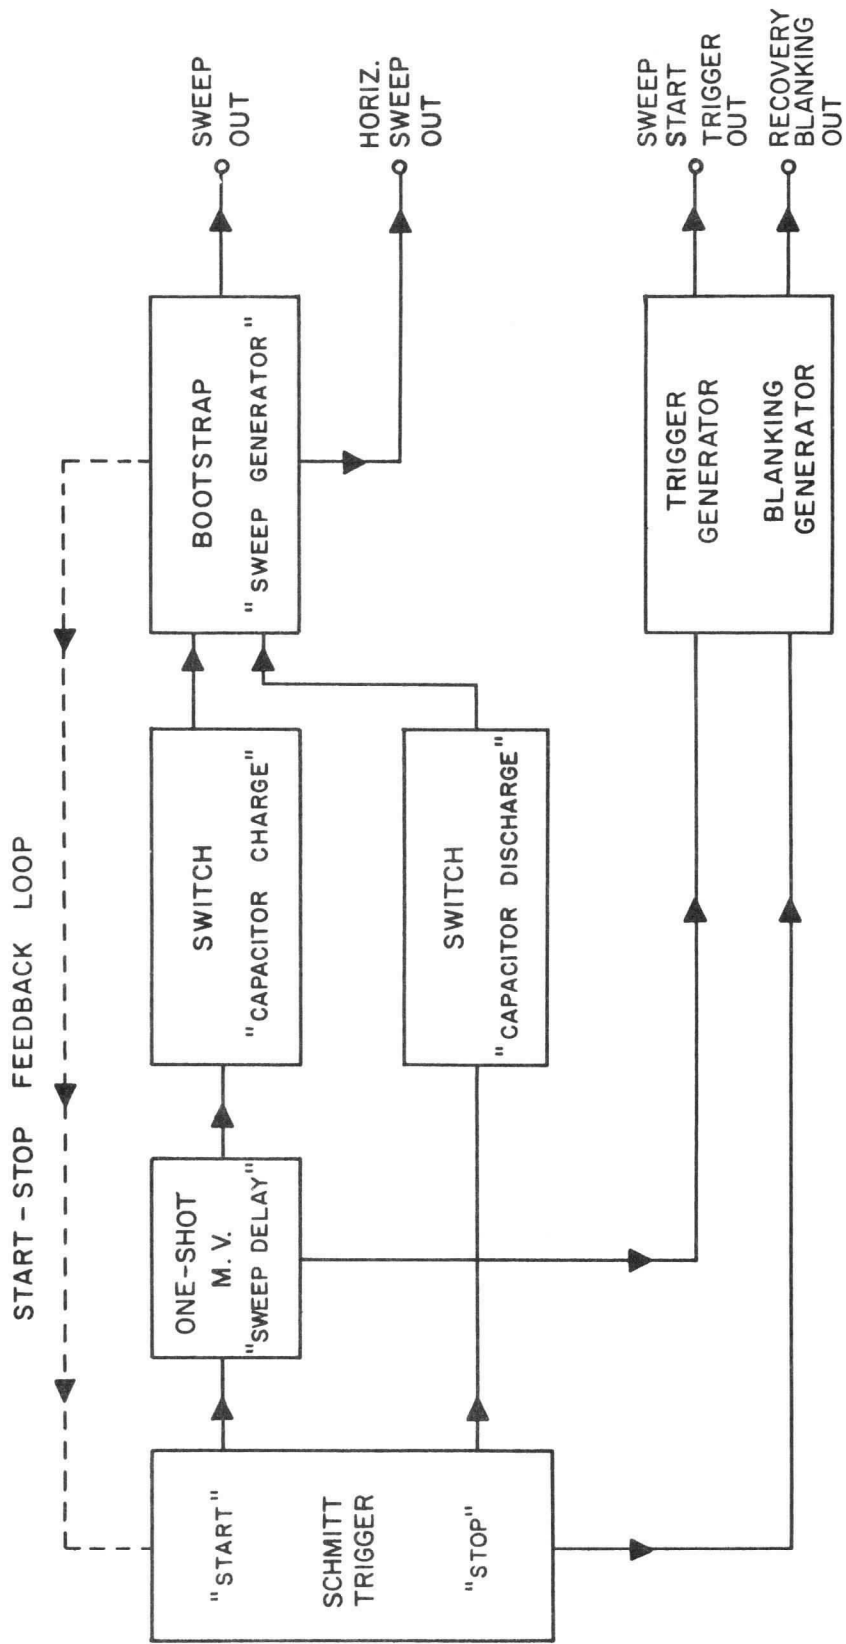 START-STOP FEEDBACK LOOP
"START"
SCHMITT
TRIGGER
"STOP"
ONE-SHOT
M.V.
"SWEEP DELAY"
SWITCH
"CAPACITOR CHARGE"
SWITCH
"CAPACITOR DISCHARGE"
BOOTSTRAP
"SWEEP GENERATOR"
SWEEP
OUT
HORIZ.
SWEEP
OUT
TRIGGER
GENERATOR
BLANKING
GENERATOR
SWEEP
START
TRIGGER
OUT
RECOVERY
BLANKING
OUT